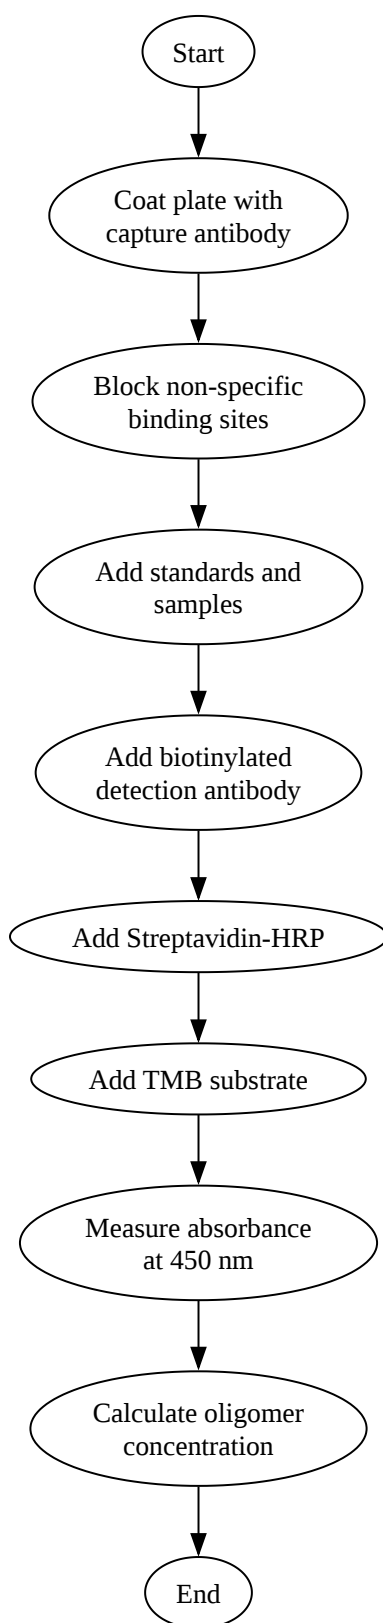 Start
Coat plate with
capture antibody
Block non-specific
binding sites
Add standards and
samples
Add biotinylated
detection antibody
Add Streptavidin-HRP
Add TMB substrate
Measure absorbance
at 450 nm
Calculate oligomer
concentration
End